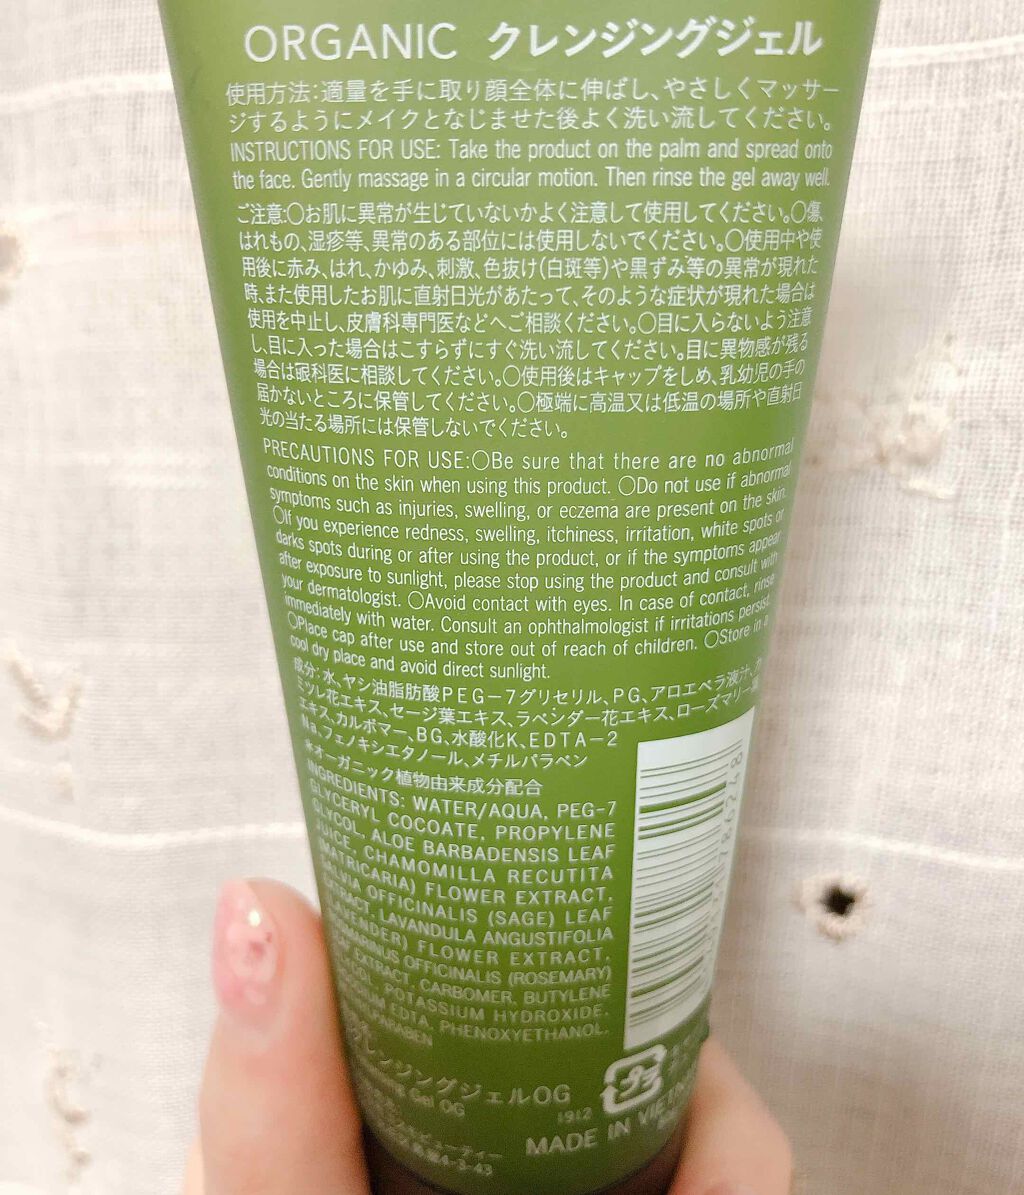 ORGANIC クレンジングジェル
使用方法:適量を手に取り顔全体に伸ばし、やさしくマッサー
ジするようにメイクとなじませた後よく洗い流してください。
INSTRUCTIONS FOR USE: Take the product on the palm and spread onto
the face. Gently massage in a circular motion. Then rinse the gel away well.
ご注意:〇お肌に異常が生じていないかよく注意して使用してください。〇傷、
はれもの、湿疹等、異常のある部位には使用しないでください。〇使用中や使
用後に赤み、はれ、かゆみ、刺激、色抜け(白斑等)や黒ずみ等の異常が現れた
時、また使用したお肌に直射日光があたって、そのような症状が現れた場合は
使用を中止し、皮膚科専門医などへご相談ください。〇目に入らないよう注意
し、目に入った場合はこすらずにすぐ洗い流してください。目に異物感が残る
場合は眼科医に相談してください。〇使用後はキャップをしめ、乳幼児の手の
届かないところに保管してください。〇極端に高温又は低温の場所や直射日
光の当たる場所には保管しないでください。
PRECAUTIONS FOR USE:〇Be sure that there are no abnormal
conditions on the skin when using this product. 〇Do not use if abnormal
symptoms such as injuries, swelling, or eczema are present on the skin.
〇If you experience redness, swelling, itchiness, irritation, white spots or
darks spots during or after using the product, or if the symptoms appear
after exposure to sunlight, please stop using the product and consult with
your dermatologist. 〇Avoid contact with eyes. In case of contact, rinse
immediately with water. Consult an ophthalmologist if irritations persist.
〇Place cap after use and store out of reach of children. 〇Store in a
cool dry place and avoid direct sunlight.
成分:水、ヤシ油脂肪酸PEG-7グリセリル、PG、アロエベラ液汁、カ
ミツレ花エキス、セージ葉エキス、ラベンダー花エキス、ローズマリー葉
エキス、カルボマー、BG、水酸化K、EDTA-2
Na、フェノキシエタノール、メチルパラベン
*オーガニック植物由来成分配合
INGREDIENTS: WATER/AQUA, PEG-7
GLYCERYL COCOATE, PROPYLENE
GLYCOL, ALOE BARBADENSIS LEAF
JUICE, CHAMOMILLA RECUTITA
(MATRICARIA) FLOWER EXTRACT,
OFFICINALIS (SAGE) LEAF
LAVANDULA ANGUSTIFOLIA
FLOWER EXTRACT,
OFFICINALIS (ROSEMARY)
EXTRACT, CARBOMER, BUTYLENE
POTASSIUM HYDROXIDE,
EDTA, PHENOXYETHANOL,
クレンジングジェルOG
Gel OG
プラ
1912
MADE IN
4-3-43